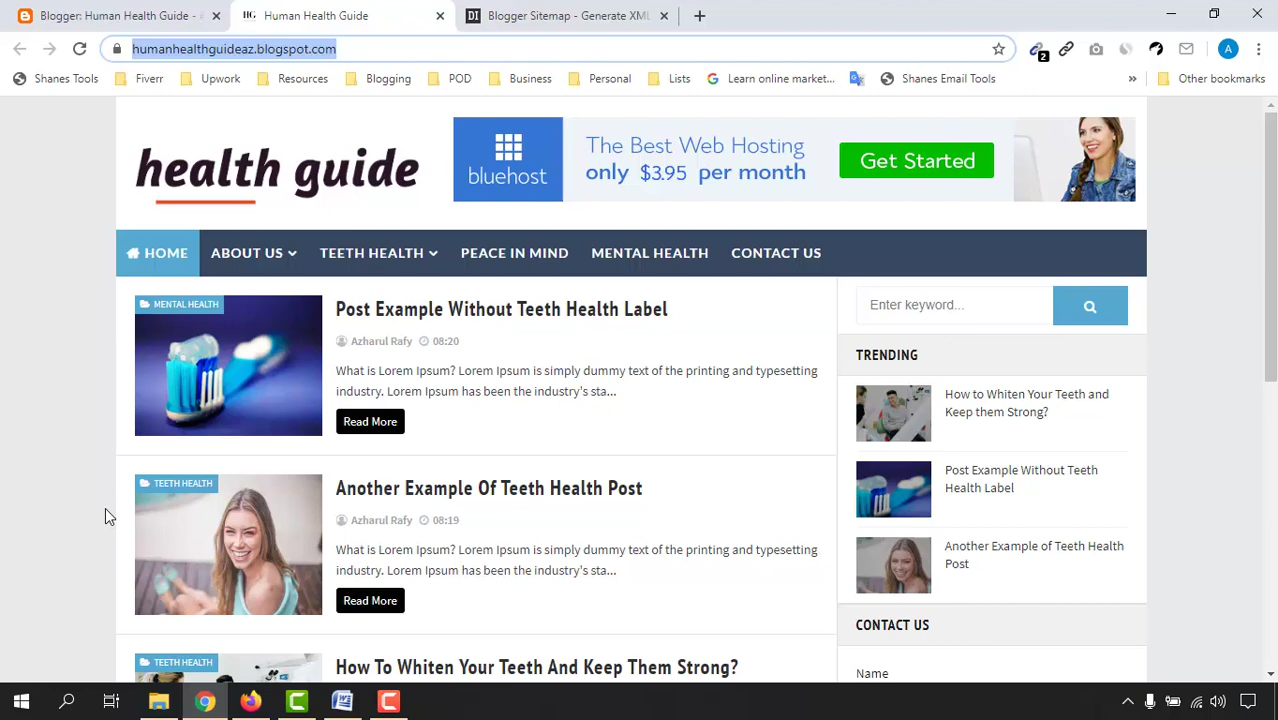 Blogger: Human Health Guide - A
Human Health Guide
Blogger Sitemap - Generate XML
humanhealthguideaz.blogspot.com
2
A
Shanes Tools
Fiverr
Upwork
Resources
Blogging
POD
Business
Personal
Lists
Learn online market...
Shanes Email Tools
»
Other bookmarks
health guide
bluehost
The Best Web Hosting
only $3.95 per month
Get Started
HOME
ABOUT US
TEETH HEALTH
PEACE IN MIND
MENTAL HEALTH
CONTACT US
MENTAL HEALTH
Post Example Without Teeth Health Label
Azharul Rafy 08:20
What is Lorem Ipsum? Lorem Ipsum is simply dummy text of the printing and typesetting
industry. Lorem Ipsum has been the industry's sta...
Read More
TEETH HEALTH
Another Example Of Teeth Health Post
Azharul Rafy 08:19
What is Lorem Ipsum? Lorem Ipsum is simply dummy text of the printing and typesetting
industry. Lorem Ipsum has been the industry's sta...
Read More
TEETH HEALTH
How To Whiten Your Teeth And Keep Them Strong?
Enter keyword...
TRENDING
How to Whiten Your Teeth and
Keep them Strong?
Post Example Without Teeth
Health Label
Another Example of Teeth Health
Post
CONTACT US
Name